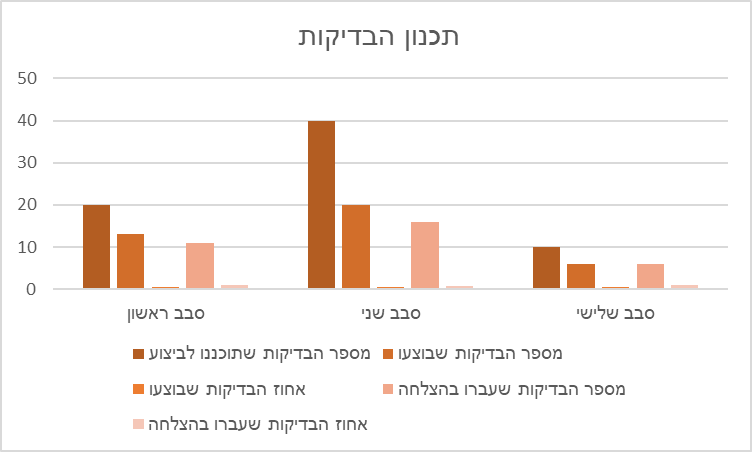 תכנון הבדיקות
50
40
30
20
10
0
סבב ראשון סבב שני סבב שלישי
מספר הבדיקות שתוכננו לביצוע מספר הבדיקות שבוצעו
אחוז הבדיקות שבוצעו מספר הבדיקות שעברו בהצלחה
אחוז הבדיקות שעברו בהצלחה